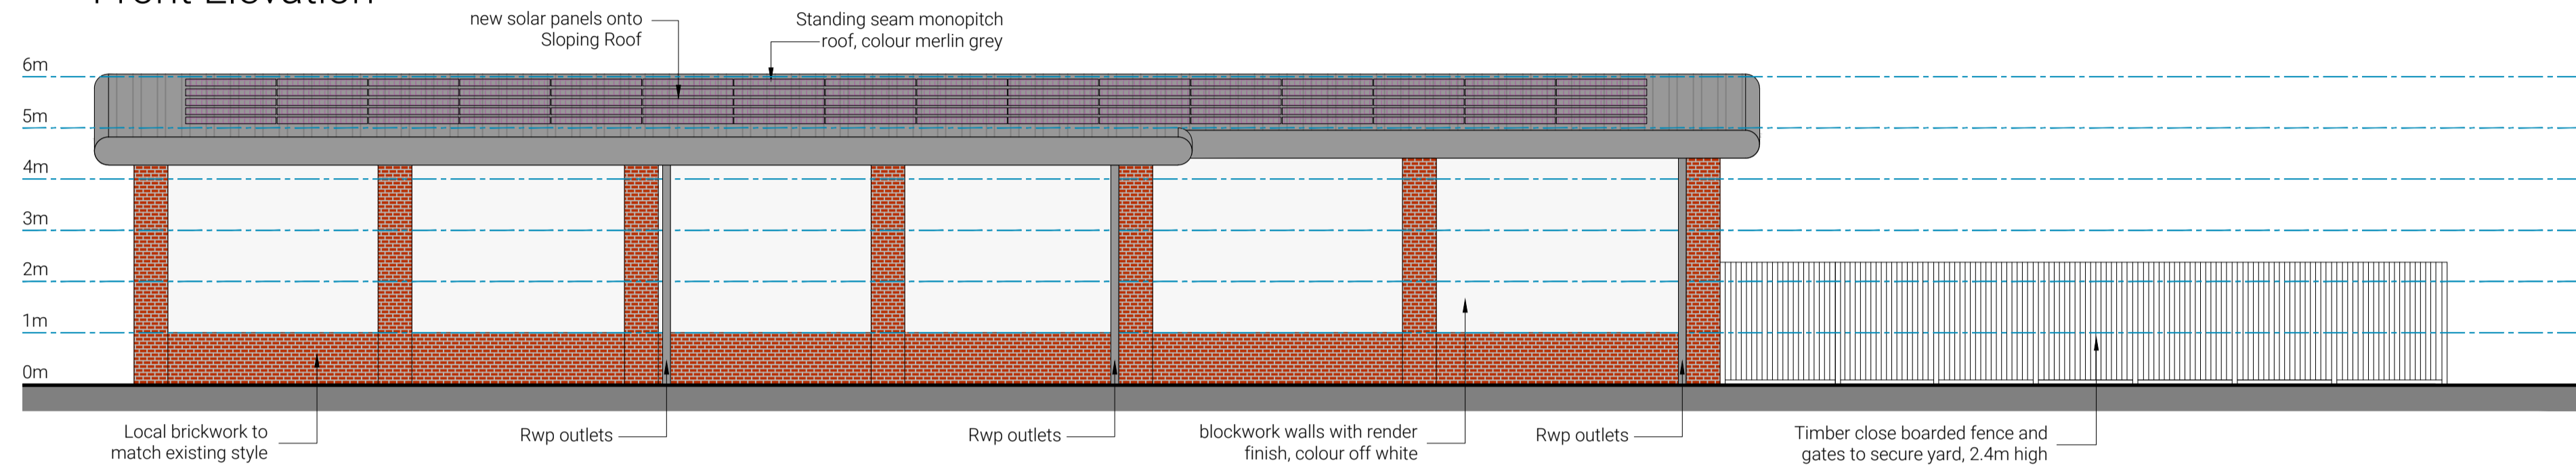 Front Elevation
new solar panels onto
Sloping Roof
Standing seam monopitch
roof, colour merlin grey
6m
5m
4m
3m
2m
1m
0m
Local brickwork to
match existing style
Rwp outlets
Rwp outlets
blockwork walls with render
finish, colour off white
Rwp outlets
Timber close boarded fence and
gates to secure yard, 2.4m high